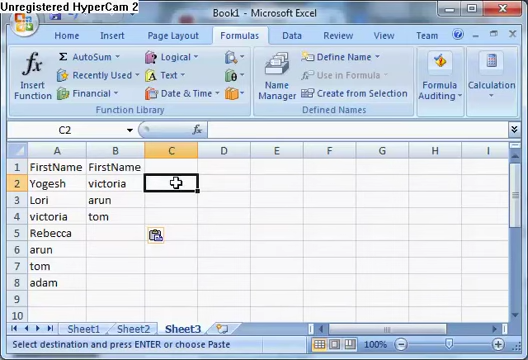 Unregistered HyperCam 2
Book1 - Microsoft Excel
Home Insert Page Layout Formulas Data Review View
fx Insert Function
Σ AutoSum
Recently Used
Financial
Logical
Text
Date & Time
Function Library
Name Manager
Define Name
Use in Formula
Create from Selection
Defined Names
Formula Auditing
Calculation
C2 fx
A B C D E F G H I
1 FirstName FirstName
2 Yogesh victoria
3 Lori arun
4 victoria tom
5 Rebecca
6 arun
7 tom
8 adam
9
10
Sheet1 Sheet2 Sheet3
Select destination and press ENTER or choose Paste 100%